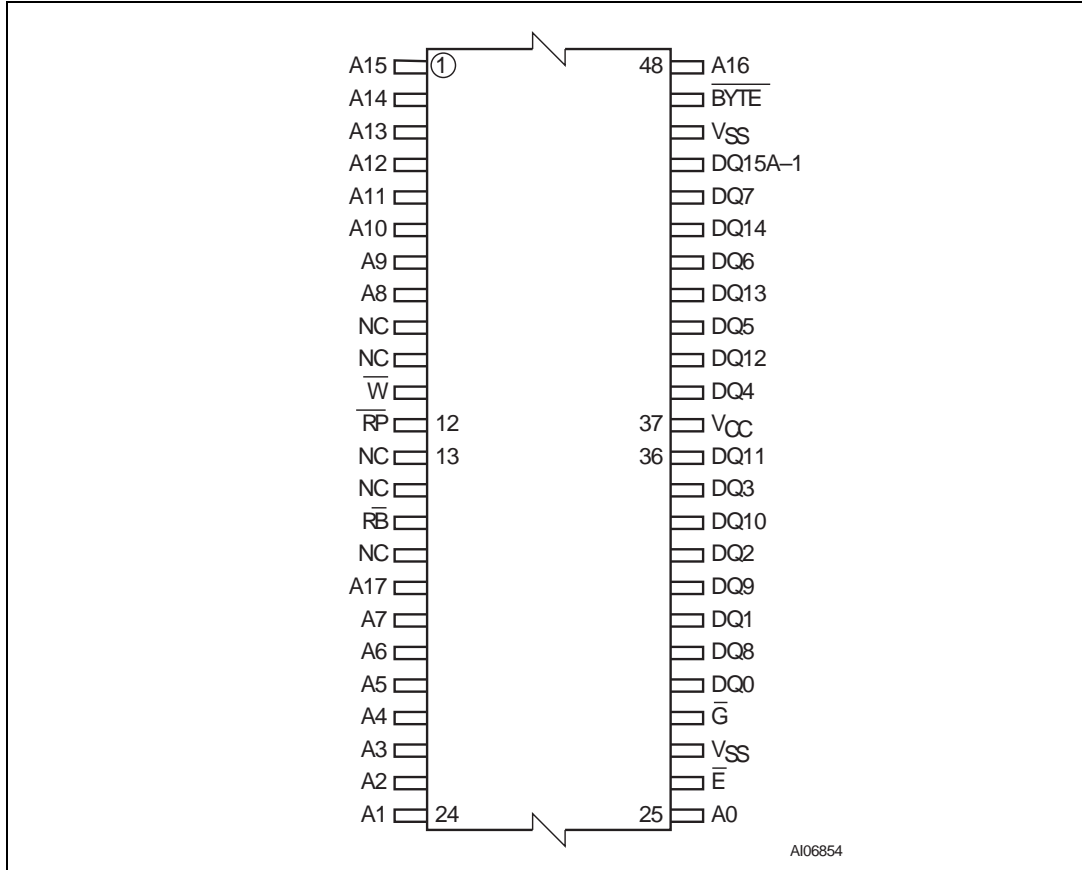 A15 1 48 A16
A14 B̅Y̅T̅E̅
A13 VSS
A12 DQ15A–1
A11 DQ7
A10 DQ14
A9 DQ6
A8 DQ13
NC DQ5
NC DQ12
W̅ DQ4
R̅P̅ 12 37 VCC
NC 13 36 DQ11
NC DQ3
RB̅ DQ10
NC DQ2
A17 DQ9
A7 DQ1
A6 DQ8
A5 DQ0
A4 G̅
A3 VSS
A2 E̅
A1 24 25 A0
AI06854